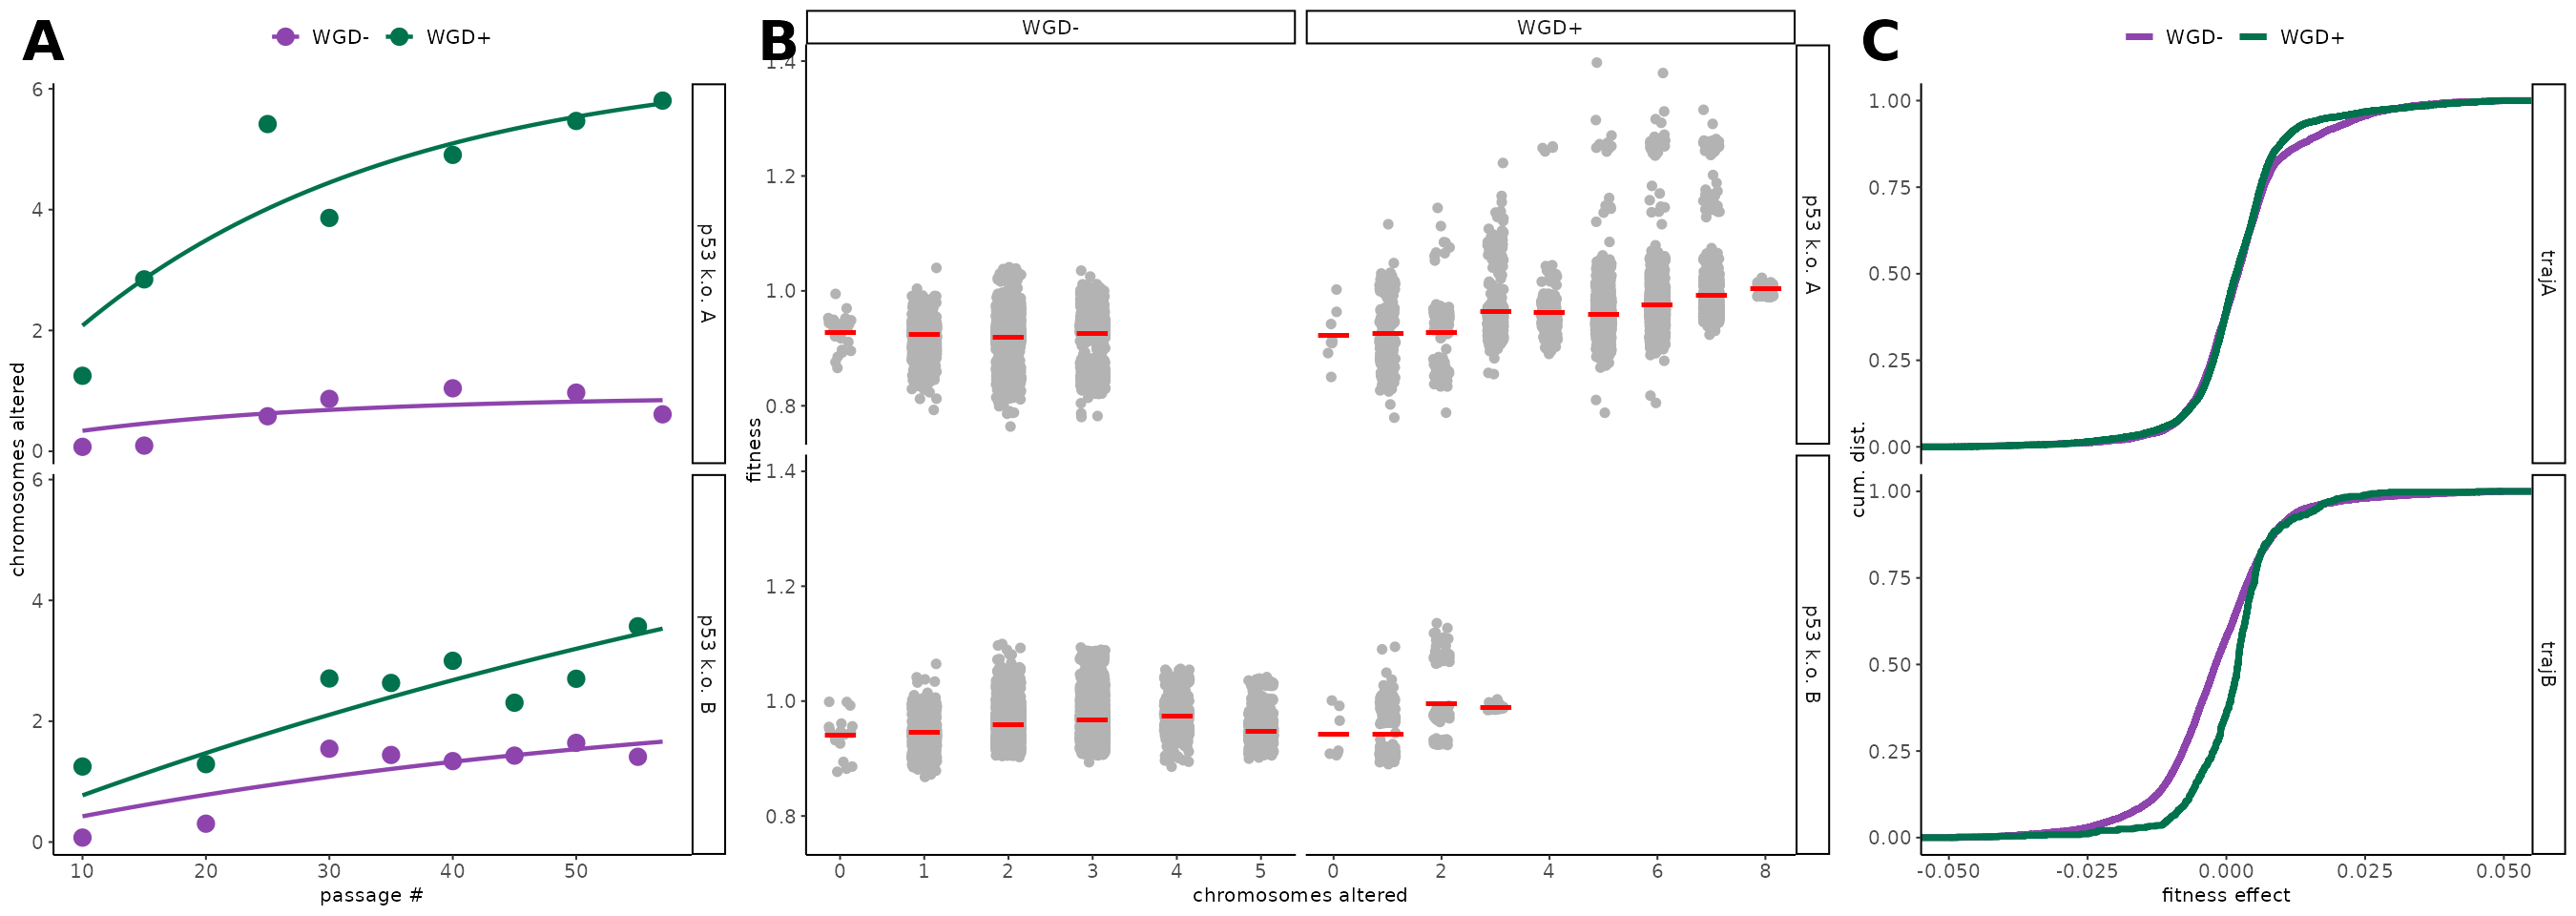 A
WGD-
WGD+
chromosomes altered
6
4
2
0
p53 k.o. A
6
4
2
0
p53 k.o. B
10
20
30
40
50
passage #
B
WGD-
WGD+
fitness
1.4
1.2
1.0
0.8
p53 k.o. A
1.4
1.2
1.0
0.8
p53 k.o. B
0
1
2
3
4
5
0
2
4
6
8
chromosomes altered
C
WGD-
WGD+
cum. dist.
1.00
0.75
0.50
0.25
0.00
trajA
1.00
0.75
0.50
0.25
0.00
trajB
-0.050
-0.025
0.000
0.025
0.050
fitness effect